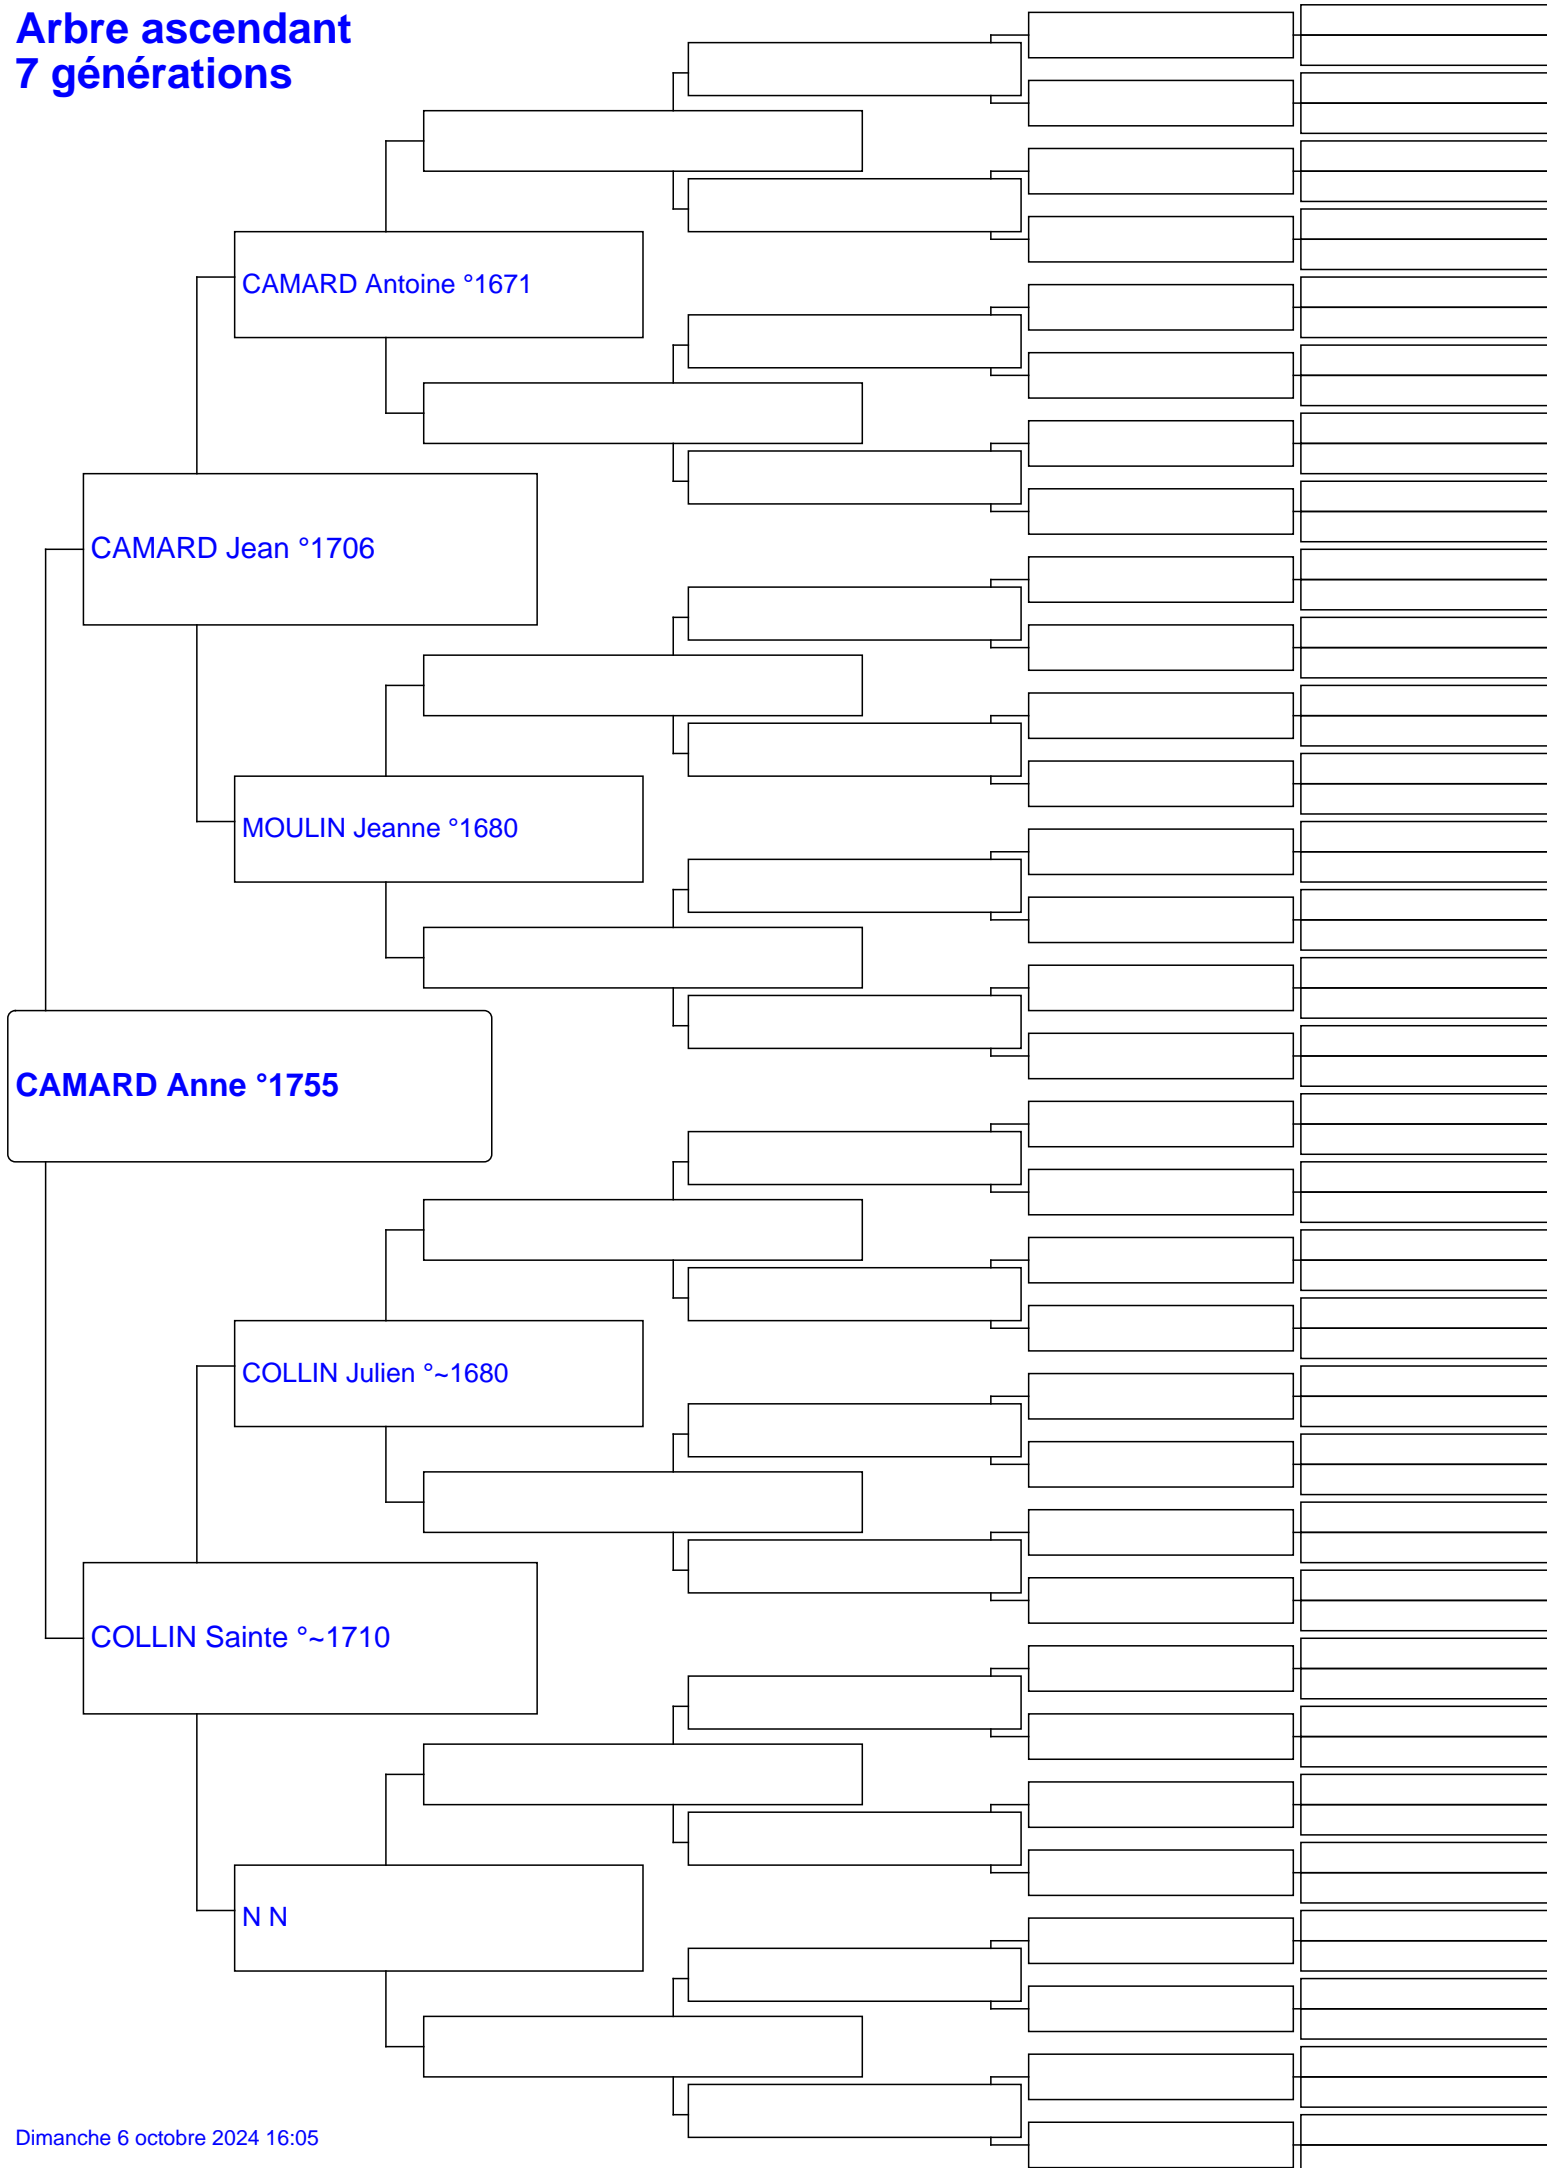 Arbre ascendant
7 générations
CAMARD Antoine °1671
CAMARD Jean °1706
MOULIN Jeanne °1680
CAMARD Anne °1755
COLLIN Julien °~1680
COLLIN Sainte °~1710
N N
Dimanche 6 octobre 2024 16:05